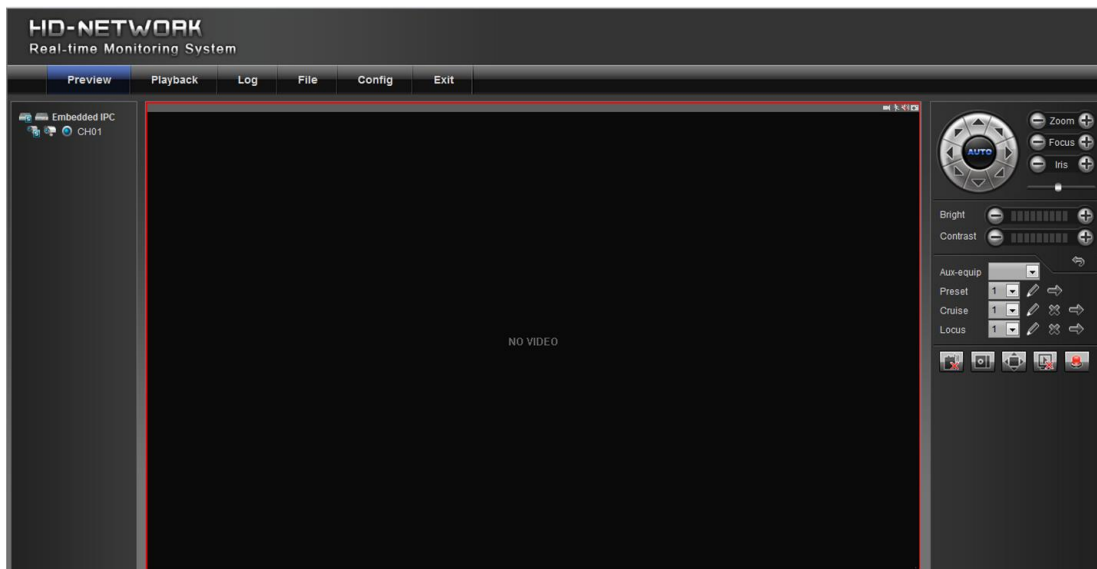 HD-NETWORK
Real-time Monitoring System
Preview Playback Log File Config Exit
Embedded IPC
CH01
NO VIDEO
AUTO
Zoom
Focus
Iris
Bright
Contrast
Aux-equip
Preset 1
Cruise 1
Locus 1